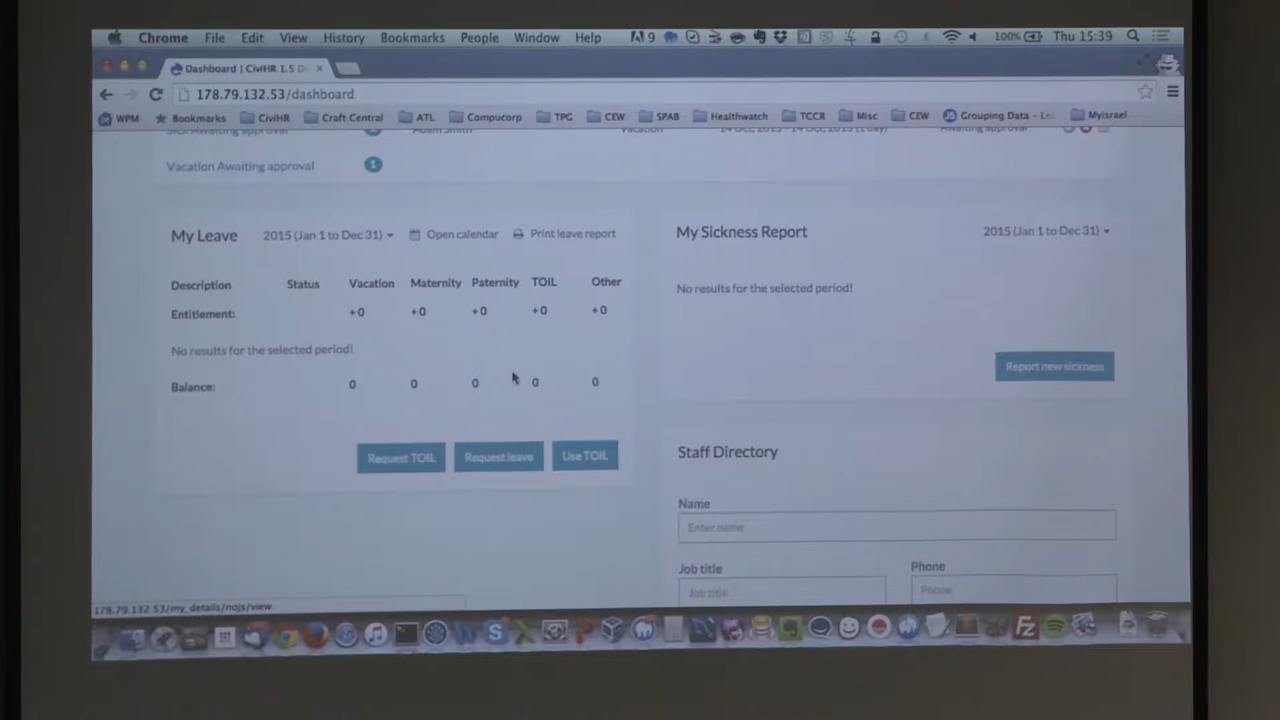 Chrome File Edit View History Bookmarks People Window Help 9 100% Thu 15:39
Dashboard | CiviHR 1.5 D
178.79.132.53/dashboard
WPM Bookmarks CiviHR Craft Central ATL Compucorp TPG CEW SPAB Healthwatch TCCR Misc CEW Grouping Data - Le Myisrael
Sick Awaiting approval Adam Smith Vacation Awaiting approval
Vacation Awaiting approval 1
My Leave 2015 (Jan 1 to Dec 31) Open calendar Print leave report
Description Status Vacation Maternity Paternity TOIL Other
Entitlement: +0 +0 +0 +0 +0
No results for the selected period!
Balance: 0 0 0 0 0
Request TOIL Request leave Use TOIL
My Sickness Report 2015 (Jan 1 to Dec 31)
No results for the selected period!
Report new sickness
Staff Directory
Name
Enter name
Job title Phone
Job title Phone
178.79.132.53/my_details/nojs/view